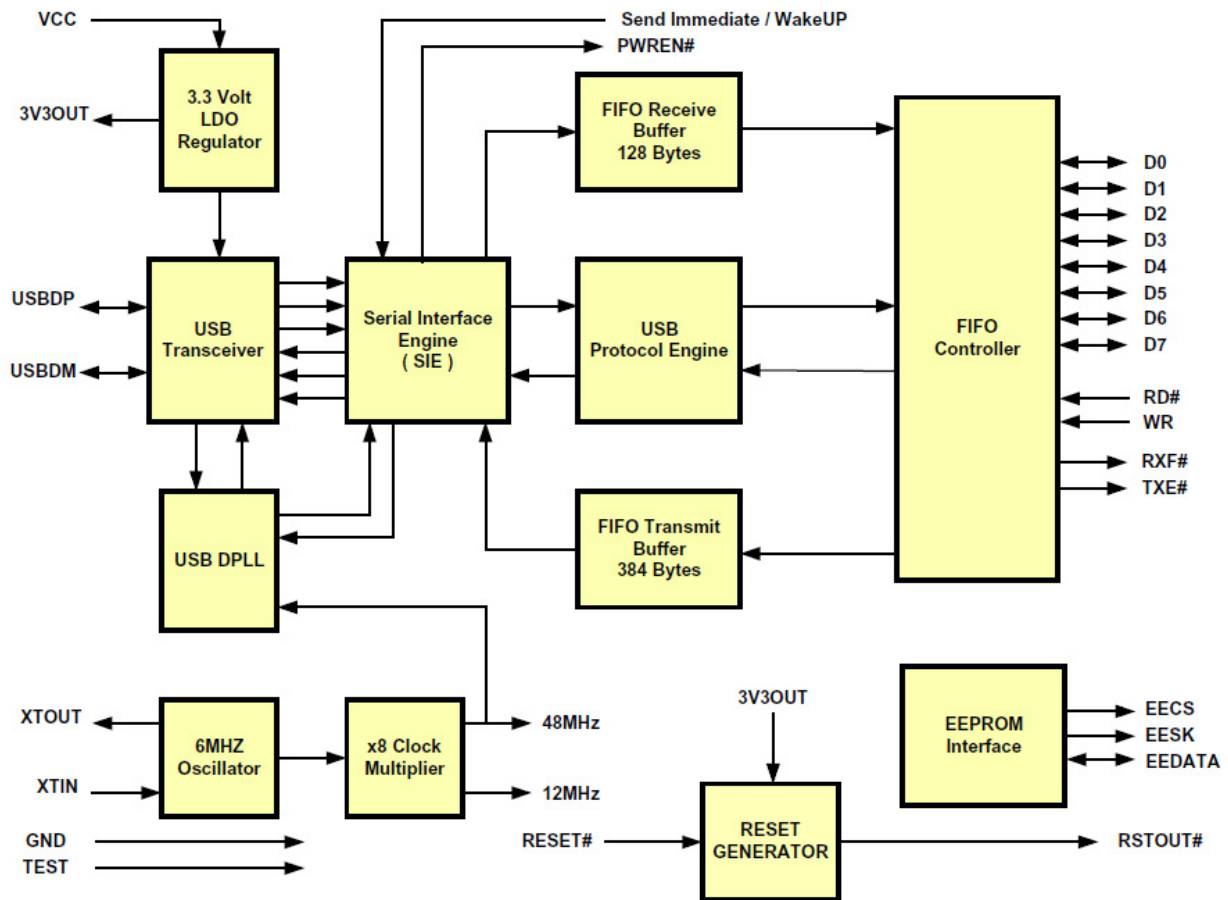 VCC
Send Immediate / WakeUP
PWREN#
3V3OUT
3.3 Volt
LDO
Regulator
FIFO Receive
Buffer
128 Bytes
D0
D1
D2
D3
D4
D5
D6
D7
USBDP
USBDM
USB
Transceiver
Serial Interface
Engine
( SIE )
USB
Protocol Engine
FIFO
Controller
RD#
WR
RXF#
TXE#
USB DPLL
FIFO Transmit
Buffer
384 Bytes
XTOUT
XTIN
6MHZ
Oscillator
x8 Clock
Multiplier
48MHz
12MHz
3V3OUT
EEPROM
Interface
EECS
EESK
EEDATA
GND
TEST
RESET#
RESET
GENERATOR
RSTOUT#